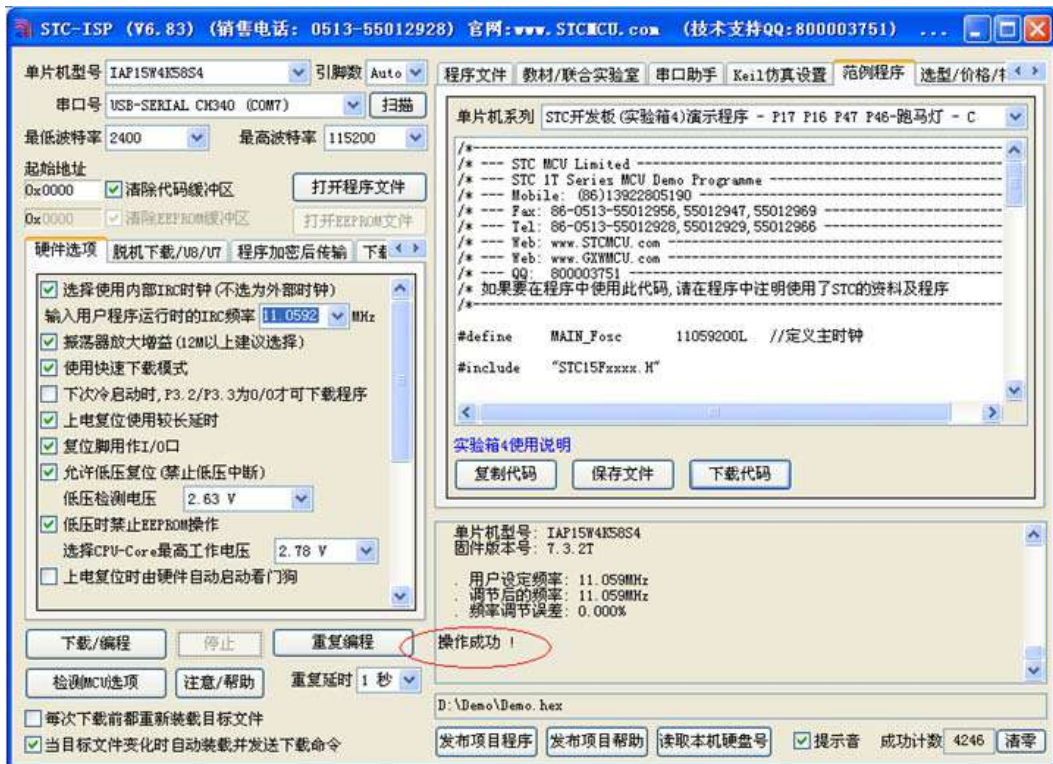 STC-ISP (V6.83) (销售电话: 0513-55012928) 官网:www.STCMCU.com (技术支持QQ:800003751) ...
单片机型号 IAP15W4K58S4 引脚数 Auto
串口号 USB-SERIAL CH340 (COM7) 扫描
最低波特率 2400 最高波特率 115200
起始地址
0x0000 清除代码缓冲区 打开程序文件
0x0000 清除EEPROM缓冲区 打开EEPROM文件
硬件选项 脱机下载/U8/U7 程序加密后传输
选择使用内部IRC时钟(不选为外部时钟)
输入用户程序运行时的IRC频率 11.0592 MHz
振荡器放大增益(12M以上建议选择)
使用快速下载模式
下次冷启动时,P3.2/P3.3为0/0才可下载程序
上电复位使用较长延时
复位脚用作I/O口
允许低压复位(禁止低压中断)
低压检测电压 2.63 V
低压时禁止EEPROM操作
选择CPU-Core最高工作电压 2.78 V
上电复位时由硬件自动启动看门狗
下载/编程 停止 重复编程
检测MCU选项 注意/帮助 重复延时 1 秒
每次下载前都重新装载目标文件
当目标文件变化时自动装载并发送下载命令
程序文件 教材/联合实验室 串口助手 Keil仿真设置 范例程序 选型/价格/
单片机系列 STC开发板(实验箱4)演示程序 - P17 P16 P47 P46-跑马灯 - C
/*---------------------------------------------------------------------
/* --- STC MCU Limited ------------------------------------------------
/* --- STC 1T Series MCU Demo Programme -------------------------------
/* --- Mobile: (86)13922805190 ----------------------------------------
/* --- Fax: 86-0513-55012956,55012947,55012969 ------------------------
/* --- Tel: 86-0513-55012928,55012929,55012966 ------------------------
/* --- Web: www.STCMCU.com --------------------------------------------
/* --- Web: www.GXWMCU.com --------------------------------------------
/* --- QQ: 800003751 --------------------------------------------------
/* 如果要在程序中使用此代码,请在程序中注明使用了STC的资料及程序
/*---------------------------------------------------------------------
#define MAIN_Fosc 11059200L //定义主时钟
#include "STC15Fxxxx.H"
实验箱4使用说明
复制代码 保存文件 下载代码
单片机型号: IAP15W4K58S4
固件版本号: 7.3.2T
. 用户设定频率: 11.059MHz
. 调节后的频率: 11.059MHz
. 频率调节误差: 0.000%
操作成功 !
D:\Demo\Demo.hex
发布项目程序 发布项目帮助 读取本机硬盘号 提示音 成功计数 4246 清零